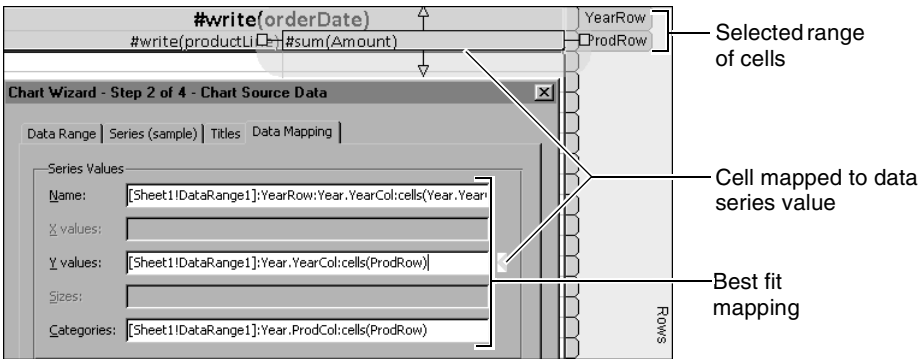 #write(orderDate)
YearRow
#write(productLi
#sum(Amount)
ProdRow
Selected range
of cells
Chart Wizard - Step 2 of 4 - Chart Source Data
Data Range
Series (sample)
Titles
Data Mapping
Series Values
Name:
[Sheet1!DataRange1]:YearRow:Year.YearCol:cells(Year.Year
X values:
Y values:
[Sheet1!DataRange1]:Year.YearCol:cells(ProdRow)
Sizes:
Categories:
[Sheet1!DataRange1]:Year.ProdCol:cells(ProdRow)
Cell mapped to data
series value
Best fit
mapping
Rows